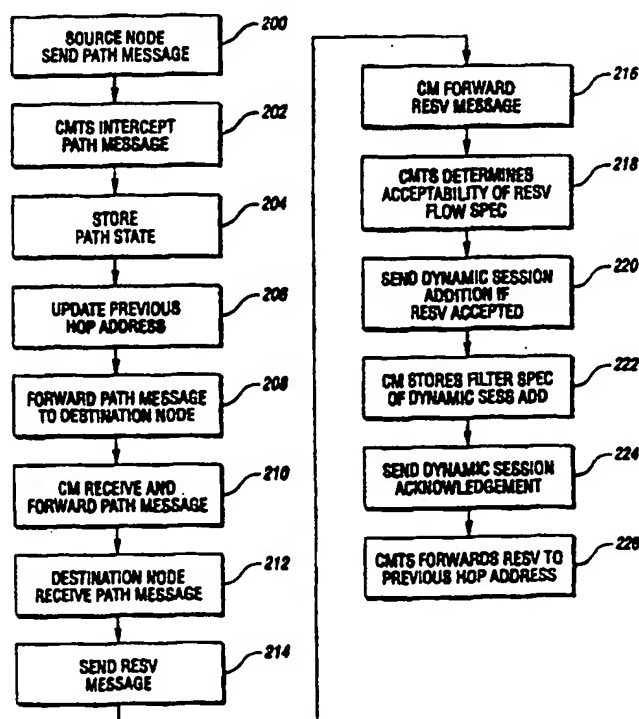 SOURCE NODE
SEND PATH MESSAGE
200
CMTS INTERCEPT
PATH MESSAGE
202
STORE
PATH STATE
204
UPDATE PREVIOUS
HOP ADDRESS
206
FORWARD PATH MESSAGE
TO DESTINATION NODE
208
CM RECEIVE AND
FORWARD PATH MESSAGE
210
DESTINATION NODE
RECEIVE PATH MESSAGE
212
SEND RESV
MESSAGE
214
CM FORWARD
RESV MESSAGE
216
CMTS DETERMINES
ACCEPTABILITY OF RESV
FLOW SPEC
218
SEND DYNAMIC SESSION
ADDITION IF
RESV ACCEPTED
220
CM STORES FILTER SPEC
OF DYNAMIC SESS ADD
222
SEND DYNAMIC SESSION
ACKNOWLEDGEMENT
224
CMTS FORWARDS RESV TO
PREVIOUS HOP ADDRESS
226